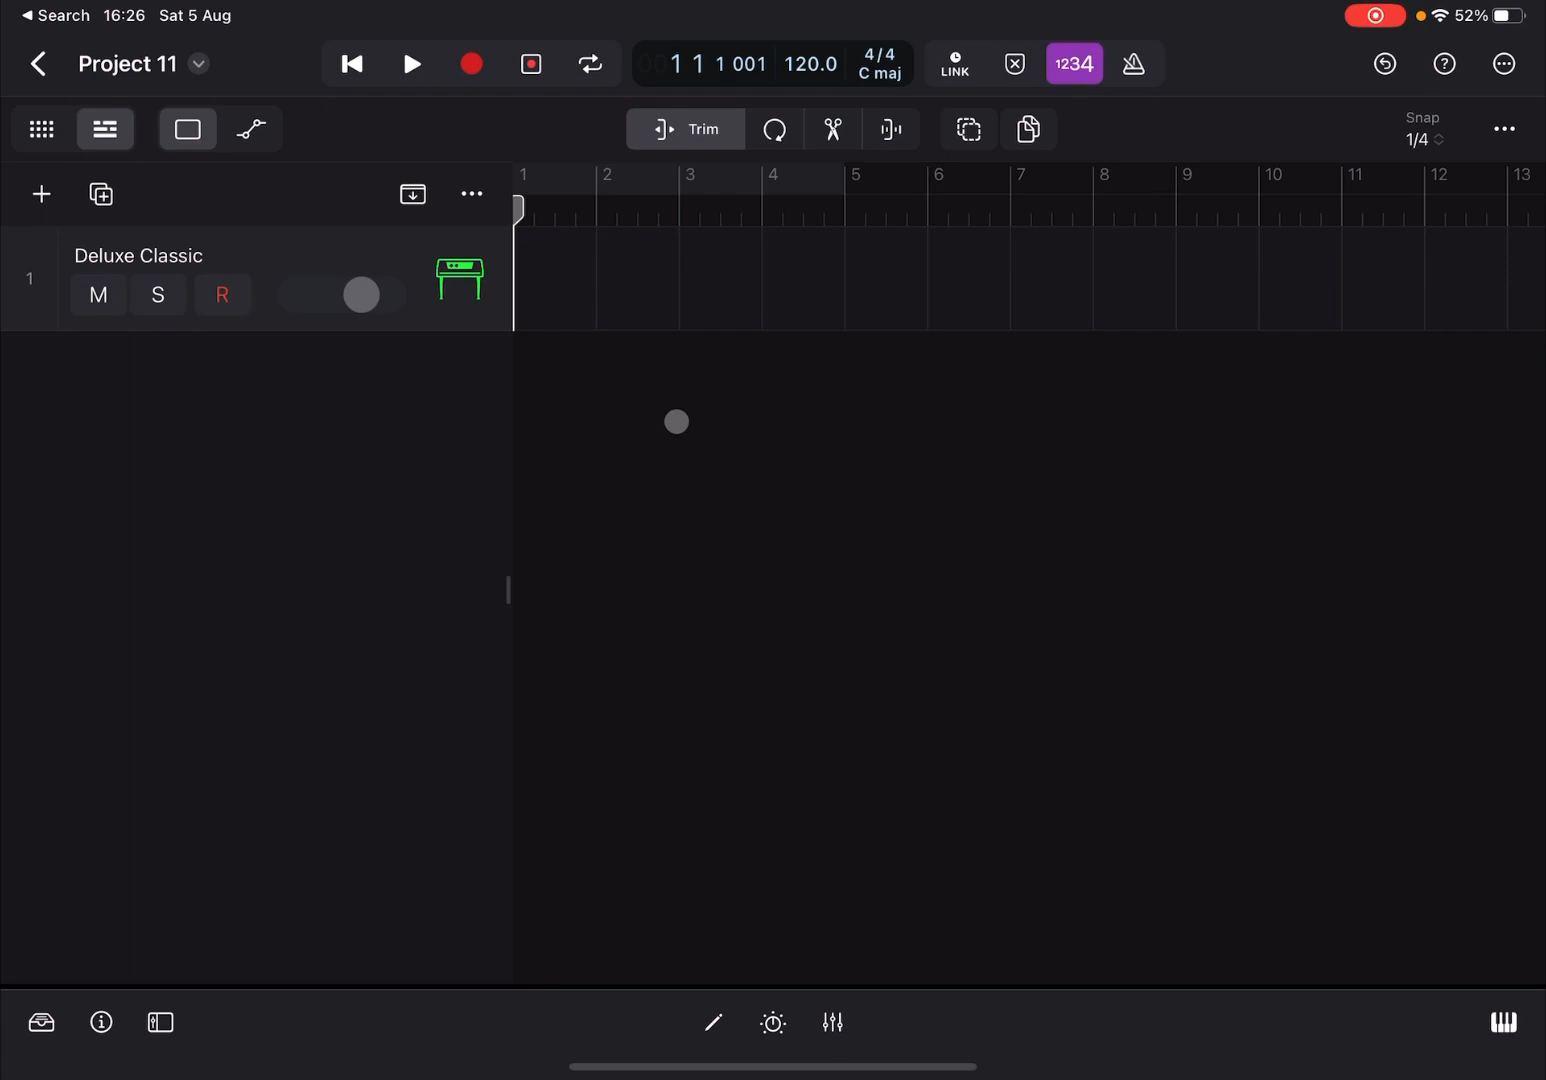 ◀ Search 16:26 Sat 5 Aug 52%
Project 11 001 1 1 1 001 120.0 4/4 C maj LINK 1234
Trim Snap 1/4
1 2 3 4 5 6 7 8 9 10 11 12 13
Deluxe Classic
1
M S R